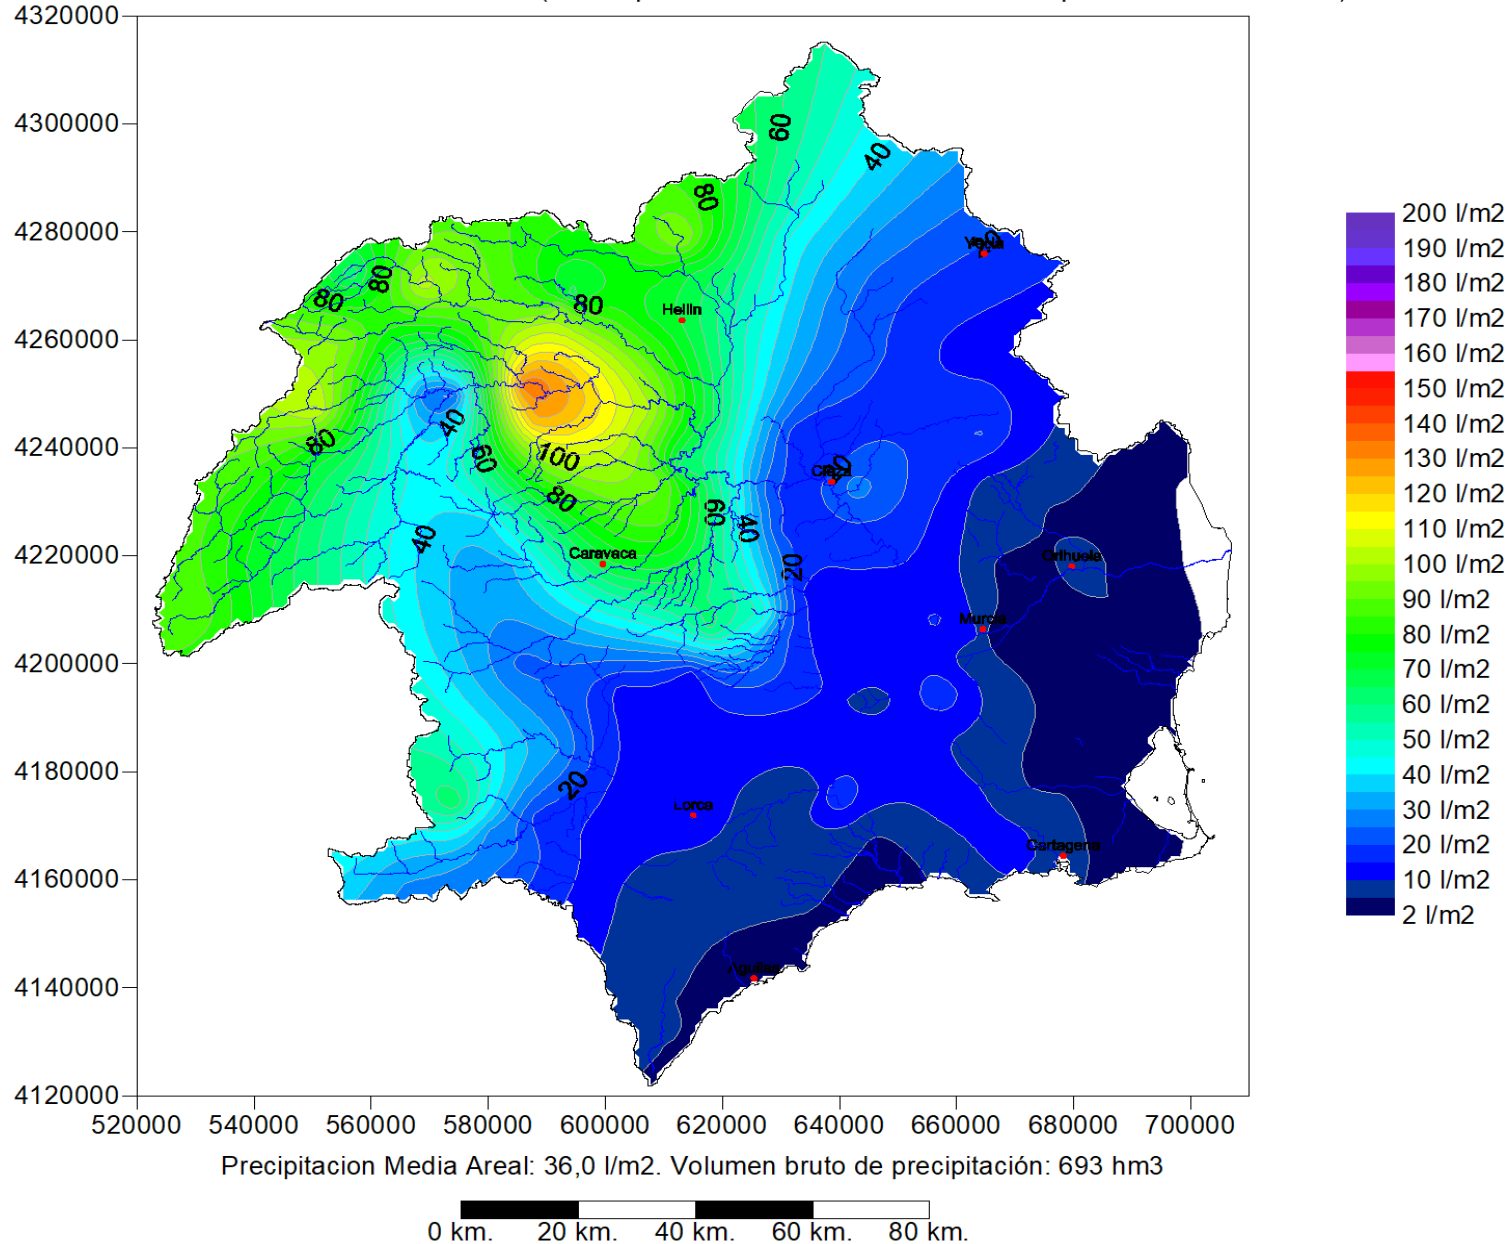 4320000
4300000
4280000
4260000
4240000
4220000
4200000
4180000
4160000
4140000
4120000
520000 540000 560000 580000 600000 620000 640000 660000 680000 700000
60
40
80
80
80
80
Hellin
80
40
60
100
80
60
40
40
Caravaca
20
Orihuela
Murcia
20
Lorca
Cartagena
Aguilas
200 l/m2
190 l/m2
180 l/m2
170 l/m2
160 l/m2
150 l/m2
140 l/m2
130 l/m2
120 l/m2
110 l/m2
100 l/m2
90 l/m2
80 l/m2
70 l/m2
60 l/m2
50 l/m2
40 l/m2
30 l/m2
20 l/m2
10 l/m2
2 l/m2
Precipitacion Media Areal: 36,0 l/m2. Volumen bruto de precipitación: 693 hm3
0 km. 20 km. 40 km. 60 km. 80 km.